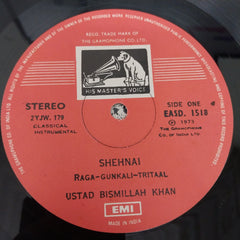 REGD. TRADE MARK OF
THE GRAMOPHONE CO. LTD.
HIS MASTER'S VOICE
STEREO
2YJW. 179
CLASSICAL
INSTRUMENTAL
SIDE ONE
EASD. 1518
℗ 1973
THE GRAMOPHONE
CO. OF INDIA LTD.
SHEHNAI
RAGA-GUNKALI-TRITAAL
USTAD BISMILLAH KHAN
EMI
MADE IN INDIA